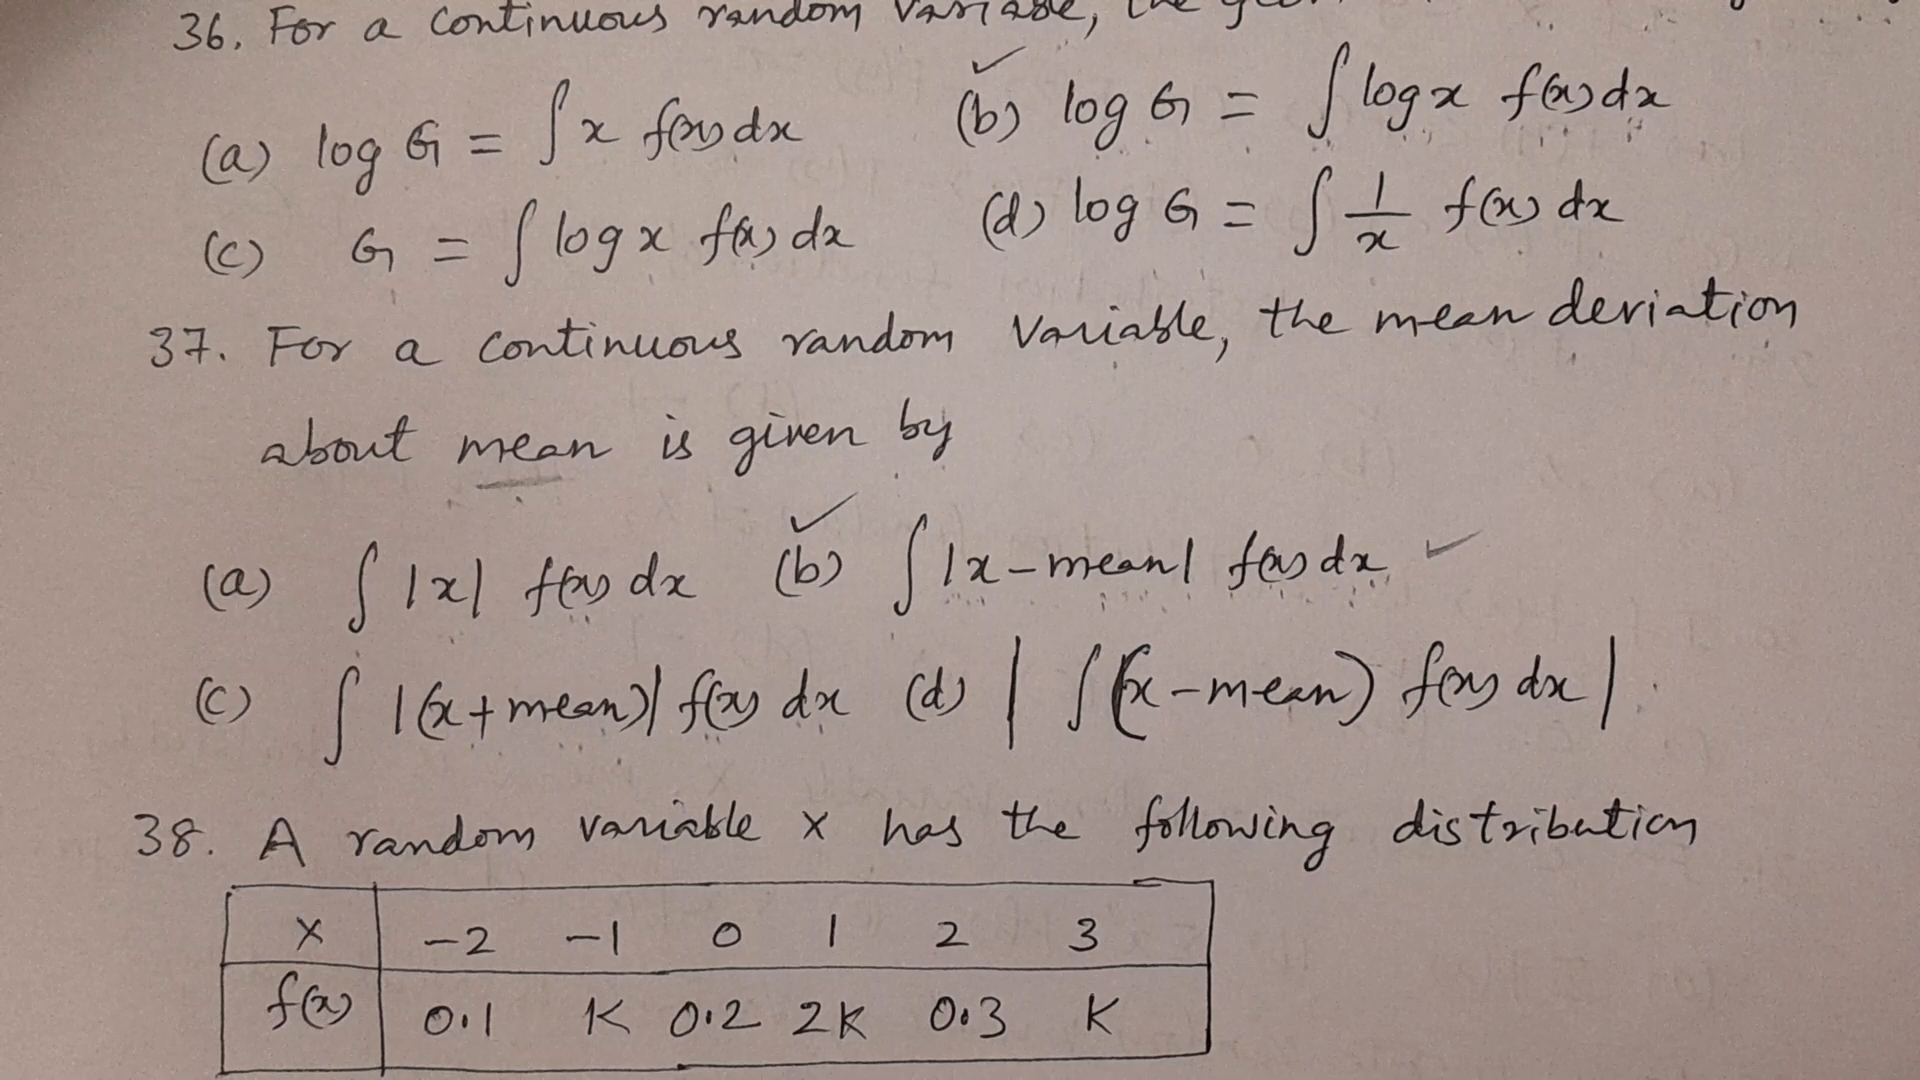 36. For a continuous random variable, the
(a) log G = ∫ x f(x) dx (b) log G = ∫ log x f(x) dx
(c) G = ∫ log x f(x) dx (d) log G = ∫ 1/x f(x) dx
37. For a continuous random variable, the mean deviation
about mean is given by
(a) ∫ |x| f(x) dx (b) ∫ |x - mean| f(x) dx
(c) ∫ |(x + mean)| f(x) dx (d) | ∫ (x - mean) f(x) dx |
38. A random variable x has the following distribution
x -2 -1 0 1 2 3
f(x) 0.1 K 0.2 2K 0.3 K